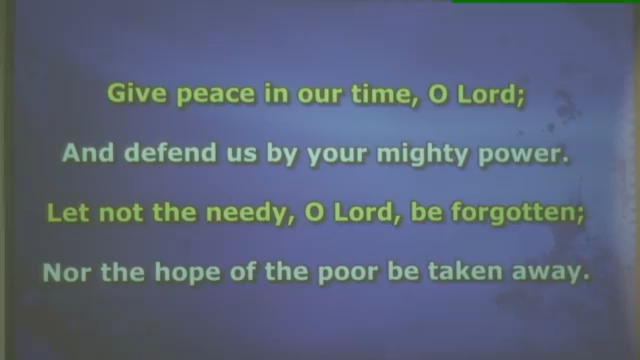 Give peace in our time, O Lord;
And defend us by your mighty power.
Let not the needy, O Lord, be forgotten;
Nor the hope of the poor be taken away.